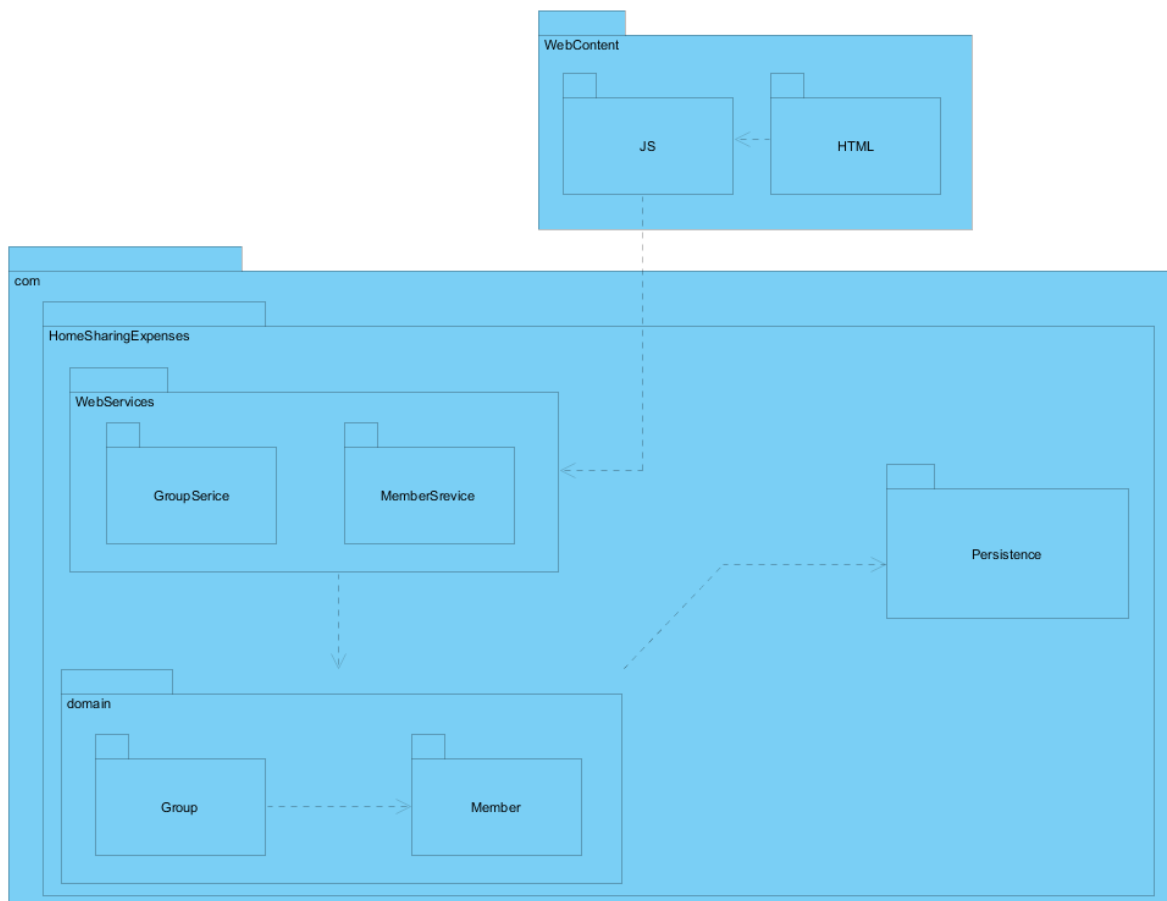 WebContent
JS
HTML
com
HomeSharingExpenses
WebServices
GroupSerice
MemberSrevice
Persistence
domain
Group
Member